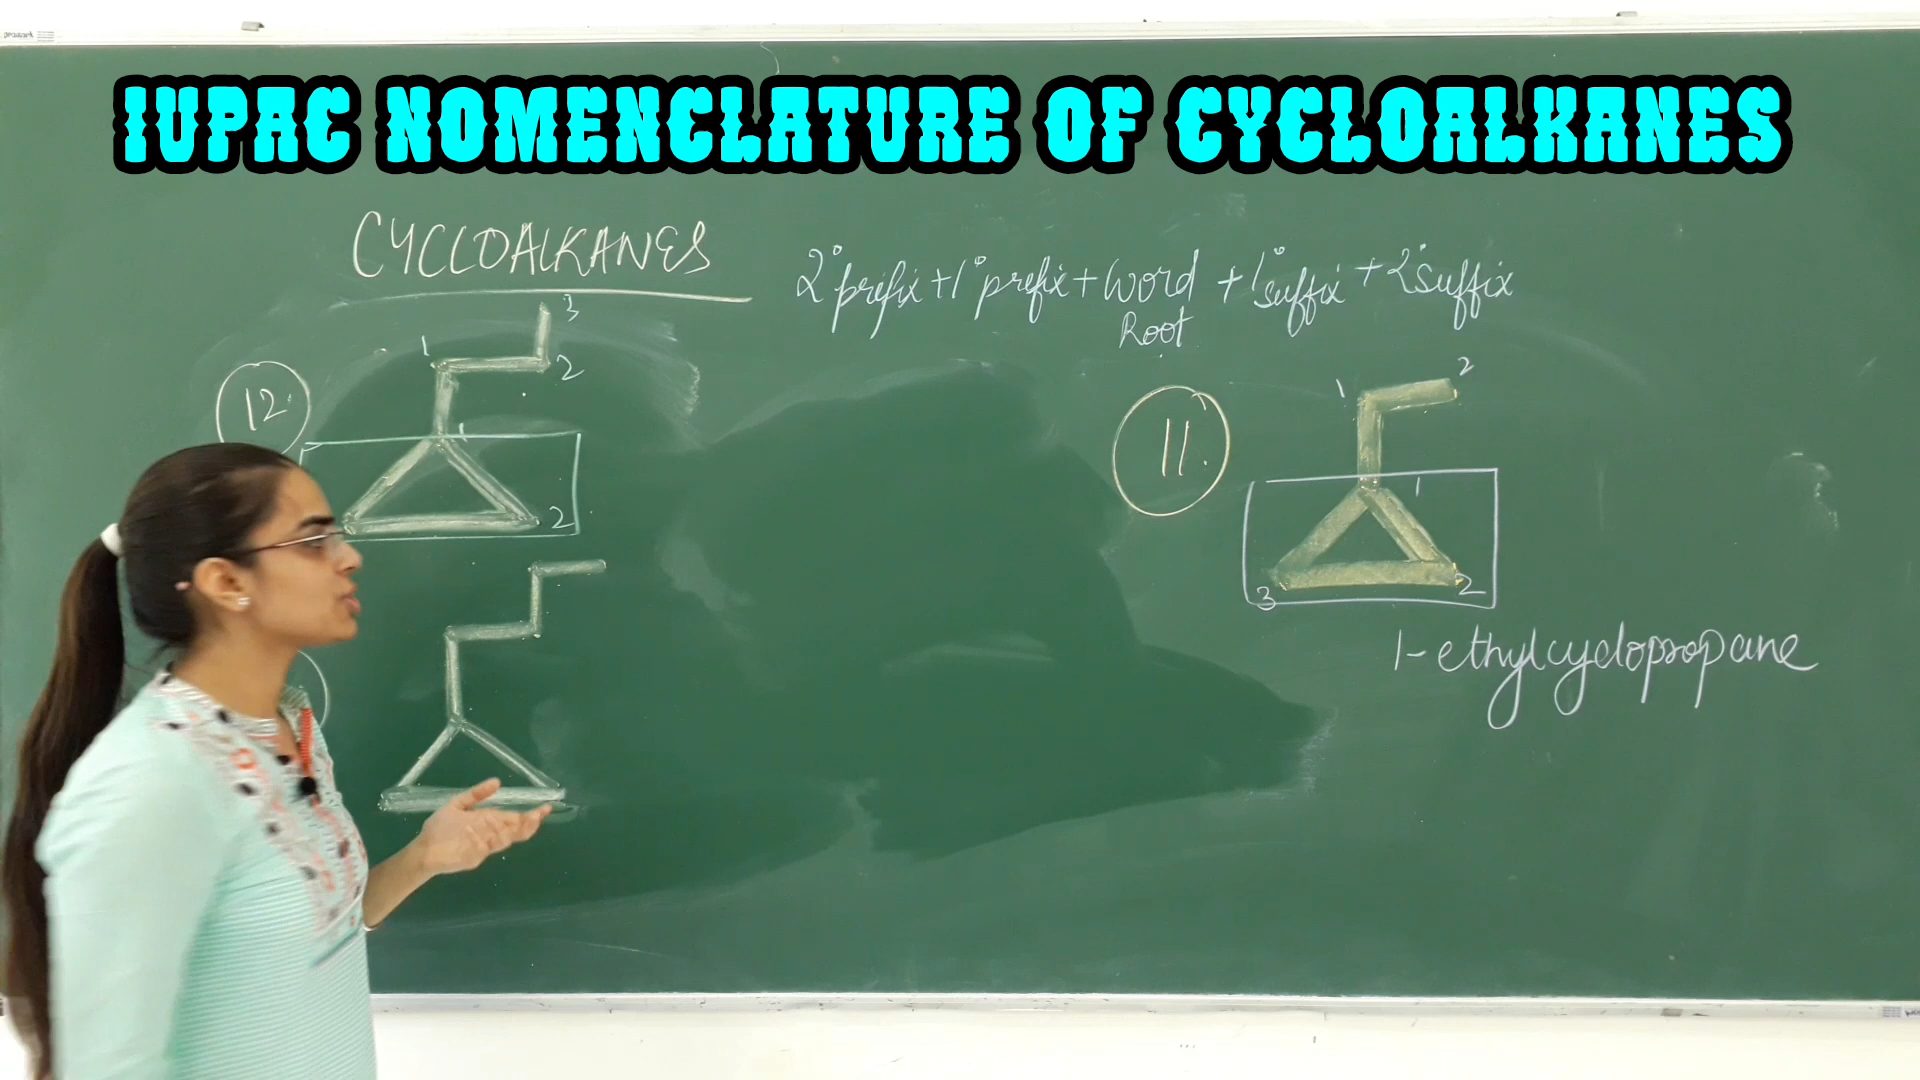 IUPAC NOMENCLATURE OF CYCLOALKANES
CYCLOALKANES
2° prefix + 1° prefix + word + 1° suffix + 2° suffix
Root
12.
3
1
2
1
2
11.
1
2
1
3
2
1-ethylcyclopropane